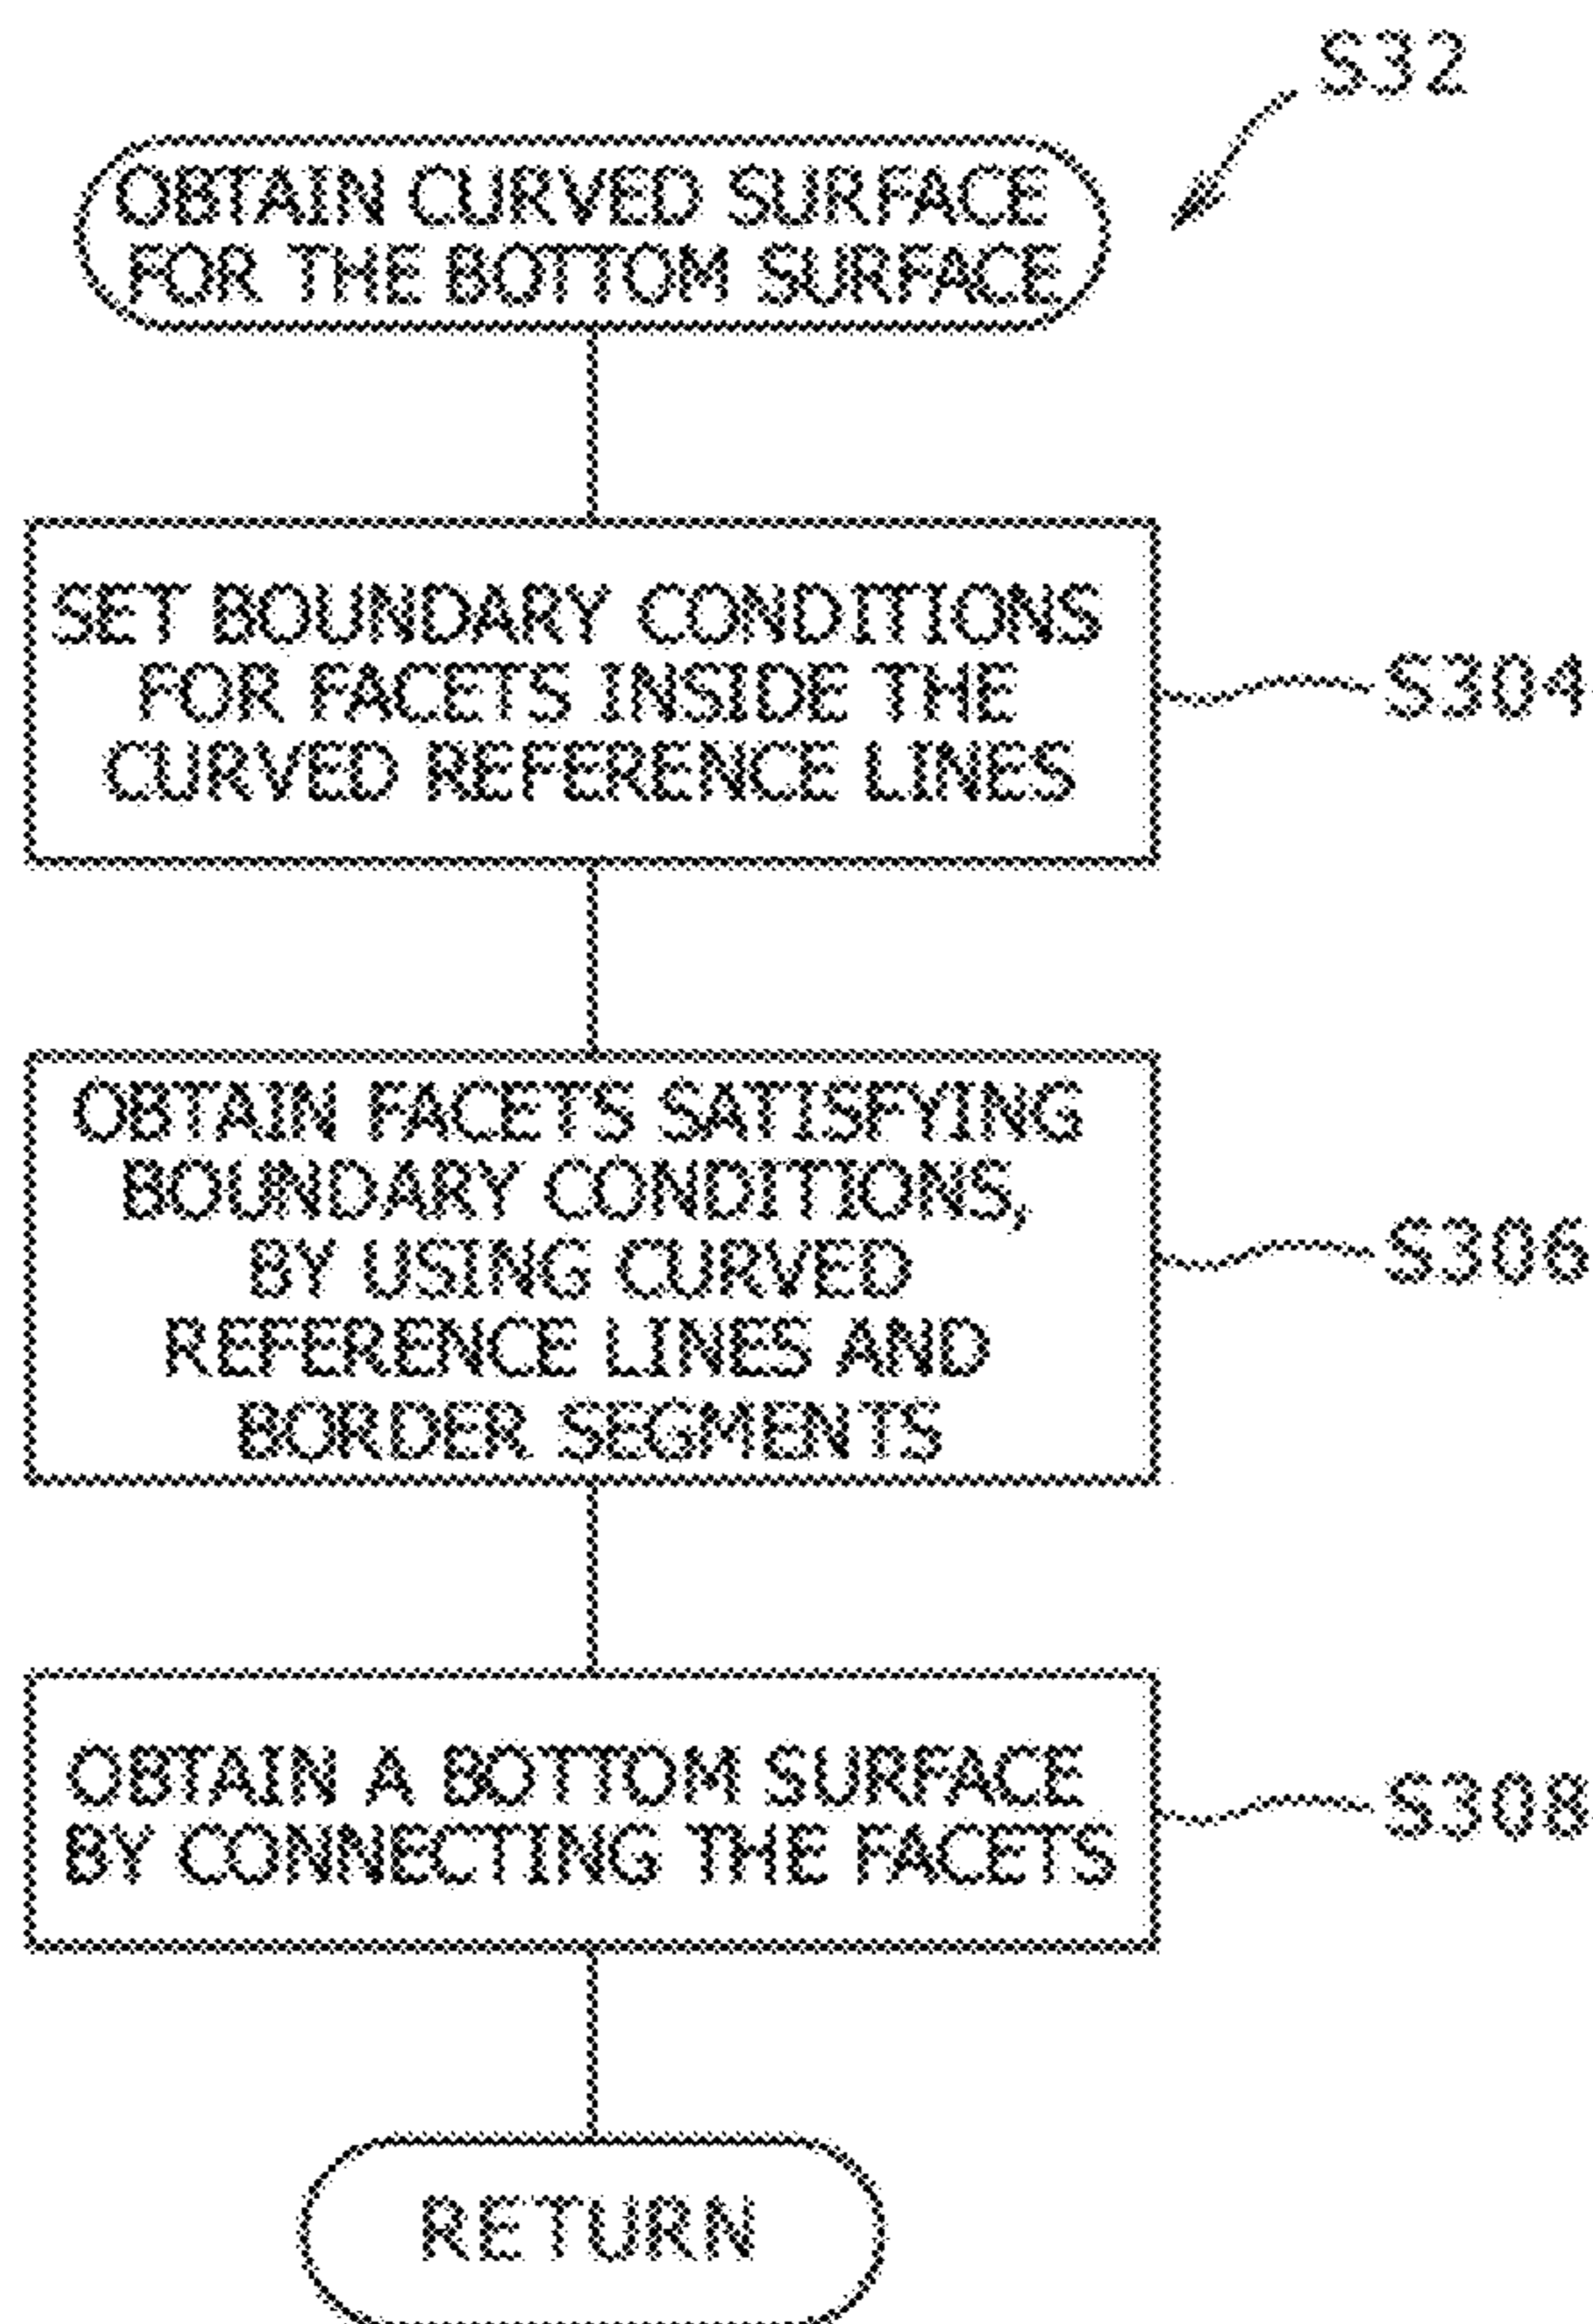 S32
OBTAIN CURVED SURFACE
FOR THE BOTTOM SURFACE
SET BOUNDARY CONDITIONS
FOR FACETS INSIDE THE
CURVED REFERENCE LINES
S304
OBTAIN FACETS SATISFYING
BOUNDARY CONDITIONS,
BY USING CURVED
REFERENCE LINES AND
BORDER SEGMENTS
S306
OBTAIN A BOTTOM SURFACE
BY CONNECTING THE FACETS
S308
RETURN